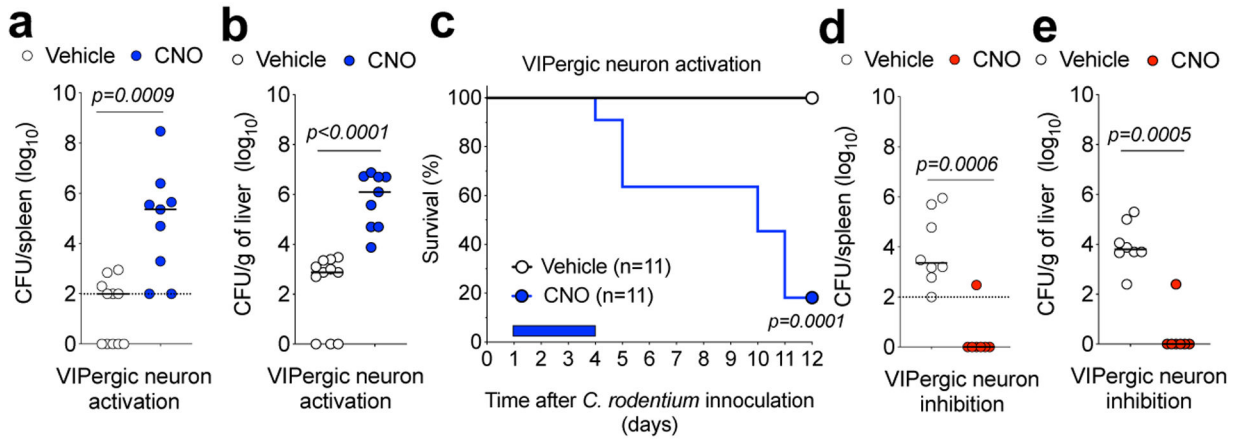 a
Vehicle CNO
p=0.0009
CFU/spleen (log10)
10
8
6
4
2
0
VIPergic neuron
activation
b
Vehicle CNO
p<0.0001
CFU/g of liver (log10)
10
8
6
4
2
0
VIPergic neuron
activation
c
VIPergic neuron activation
Survival (%)
100
80
60
40
20
0
Vehicle (n=11)
CNO (n=11)
p=0.0001
0 1 2 3 4 5 6 7 8 9 10 11 12
Time after C. rodentium innoculation
(days)
d
Vehicle CNO
p=0.0006
CFU/spleen (log10)
10
8
6
4
2
0
VIPergic neuron
inhibition
e
Vehicle CNO
p=0.0005
CFU/g of liver (log10)
10
8
6
4
2
0
VIPergic neuron
inhibition